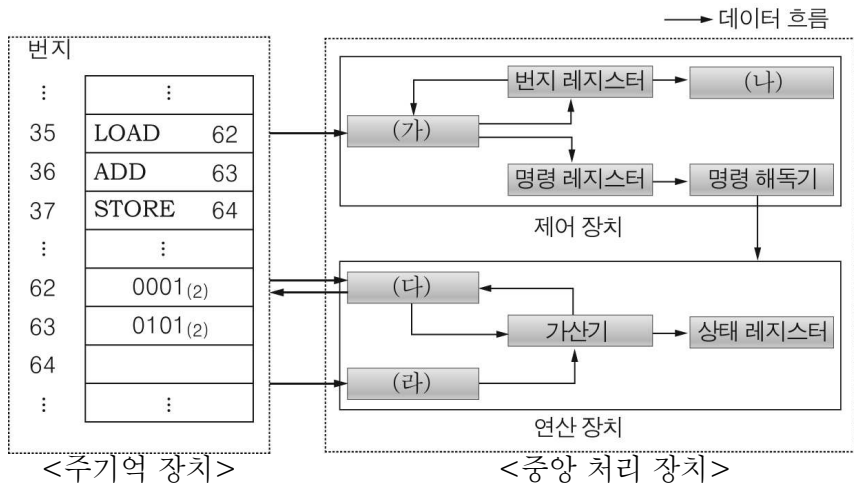 데이터 흐름
번지
⋮ ⋮
35 LOAD 62
36 ADD 63
37 STORE 64
⋮ ⋮
62 0001(2)
63 0101(2)
64
⋮ ⋮
<주기억 장치>
번지 레지스터 (나)
(가)
명령 레지스터 명령 해독기
제어 장치
(다)
가산기 상태 레지스터
(라)
연산 장치
<중앙 처리 장치>